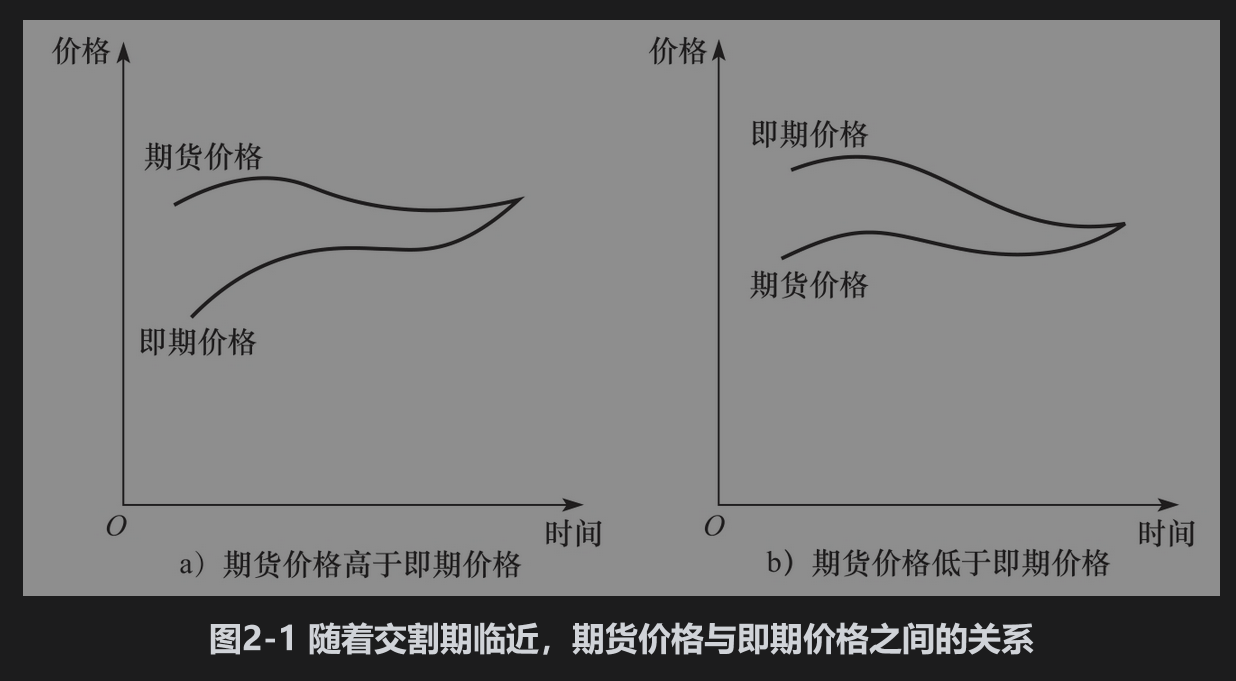 价格
期货价格
即期价格
O
时间
a）期货价格高于即期价格
价格
即期价格
期货价格
O
时间
b）期货价格低于即期价格
图2-1 随着交割期临近，期货价格与即期价格之间的关系